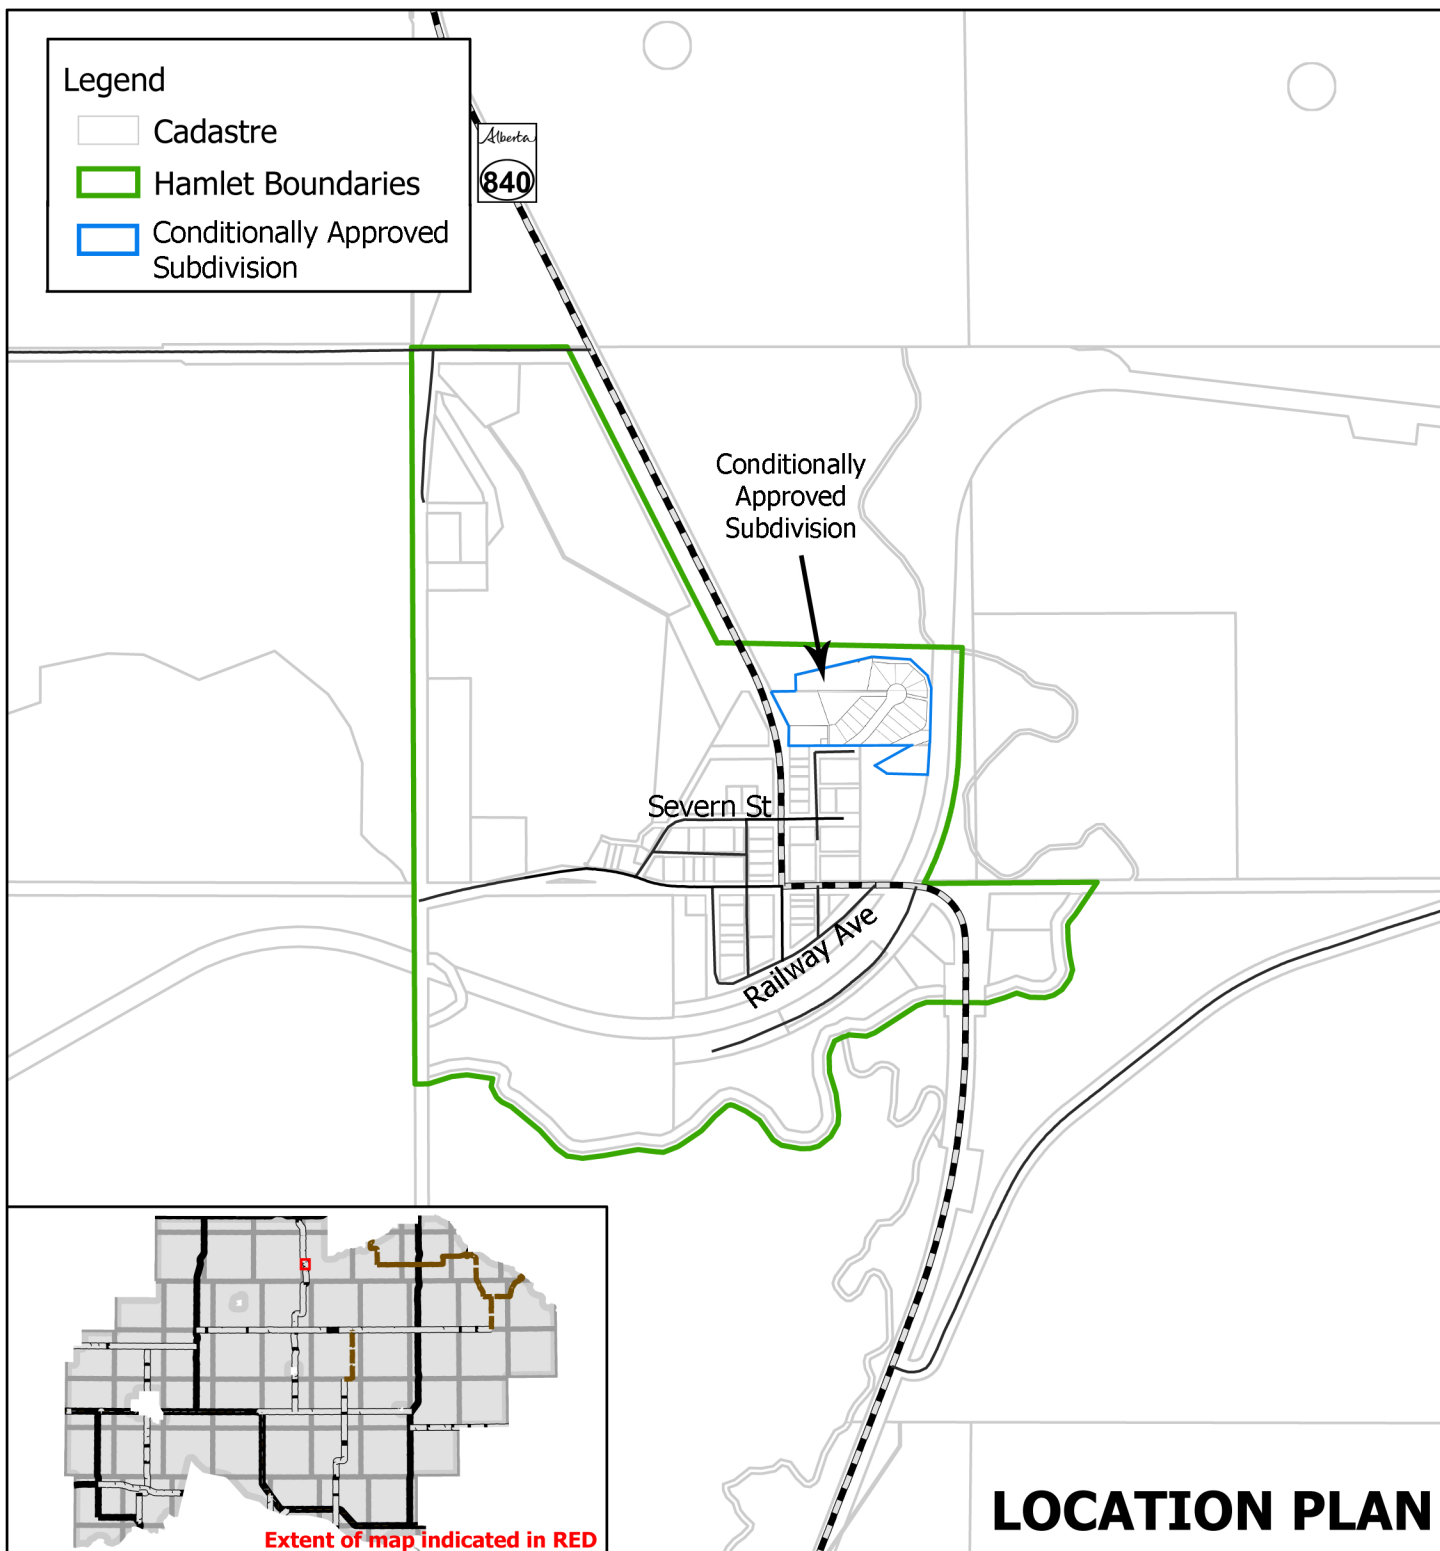 Legend
Cadastre
Hamlet Boundaries
Conditionally Approved
Subdivision
Alberta
840
Conditionally
Approved
Subdivision
Severn St
Railway Ave
Extent of map indicated in RED
LOCATION PLAN